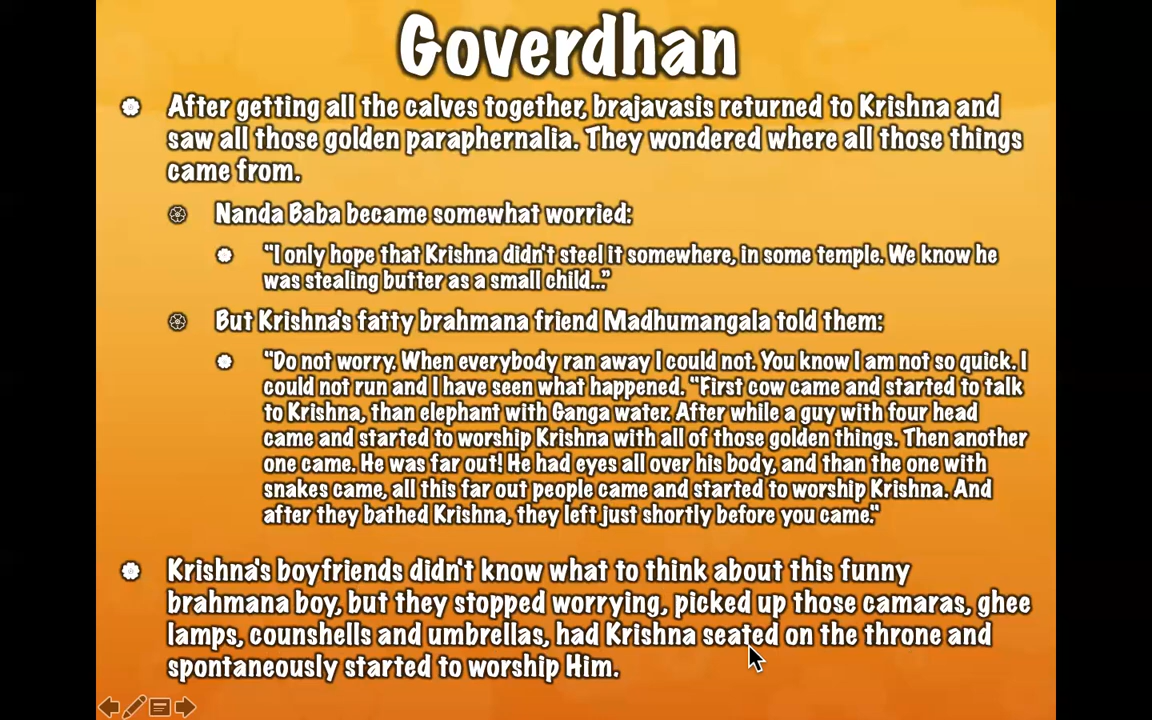 Goverdhan
After getting all the calves together, brajavasis returned to Krishna and
saw all those golden paraphernalia. They wondered where all those things
came from.
Nanda Baba became somewhat worried:
"I only hope that Krishna didn't steel it somewhere, in some temple. We know he
was stealing butter as a small child..."
But Krishna's fatty brahmana friend Madhumangala told them:
"Do not worry. When everybody ran away I could not. You know I am not so quick. I
could not run and I have seen what happened. "First cow came and started to talk
to Krishna, than elephant with Ganga water. After while a guy with four head
came and started to worship Krishna with all of those golden things. Then another
one came. He was far out! He had eyes all over his body, and than the one with
snakes came, all this far out people came and started to worship Krishna. And
after they bathed Krishna, they left just shortly before you came."
Krishna's boyfriends didn't know what to think about this funny
brahmana boy, but they stopped worrying, picked up those camaras, ghee
lamps, counshells and umbrellas, had Krishna seated on the throne and
spontaneously started to worship Him.